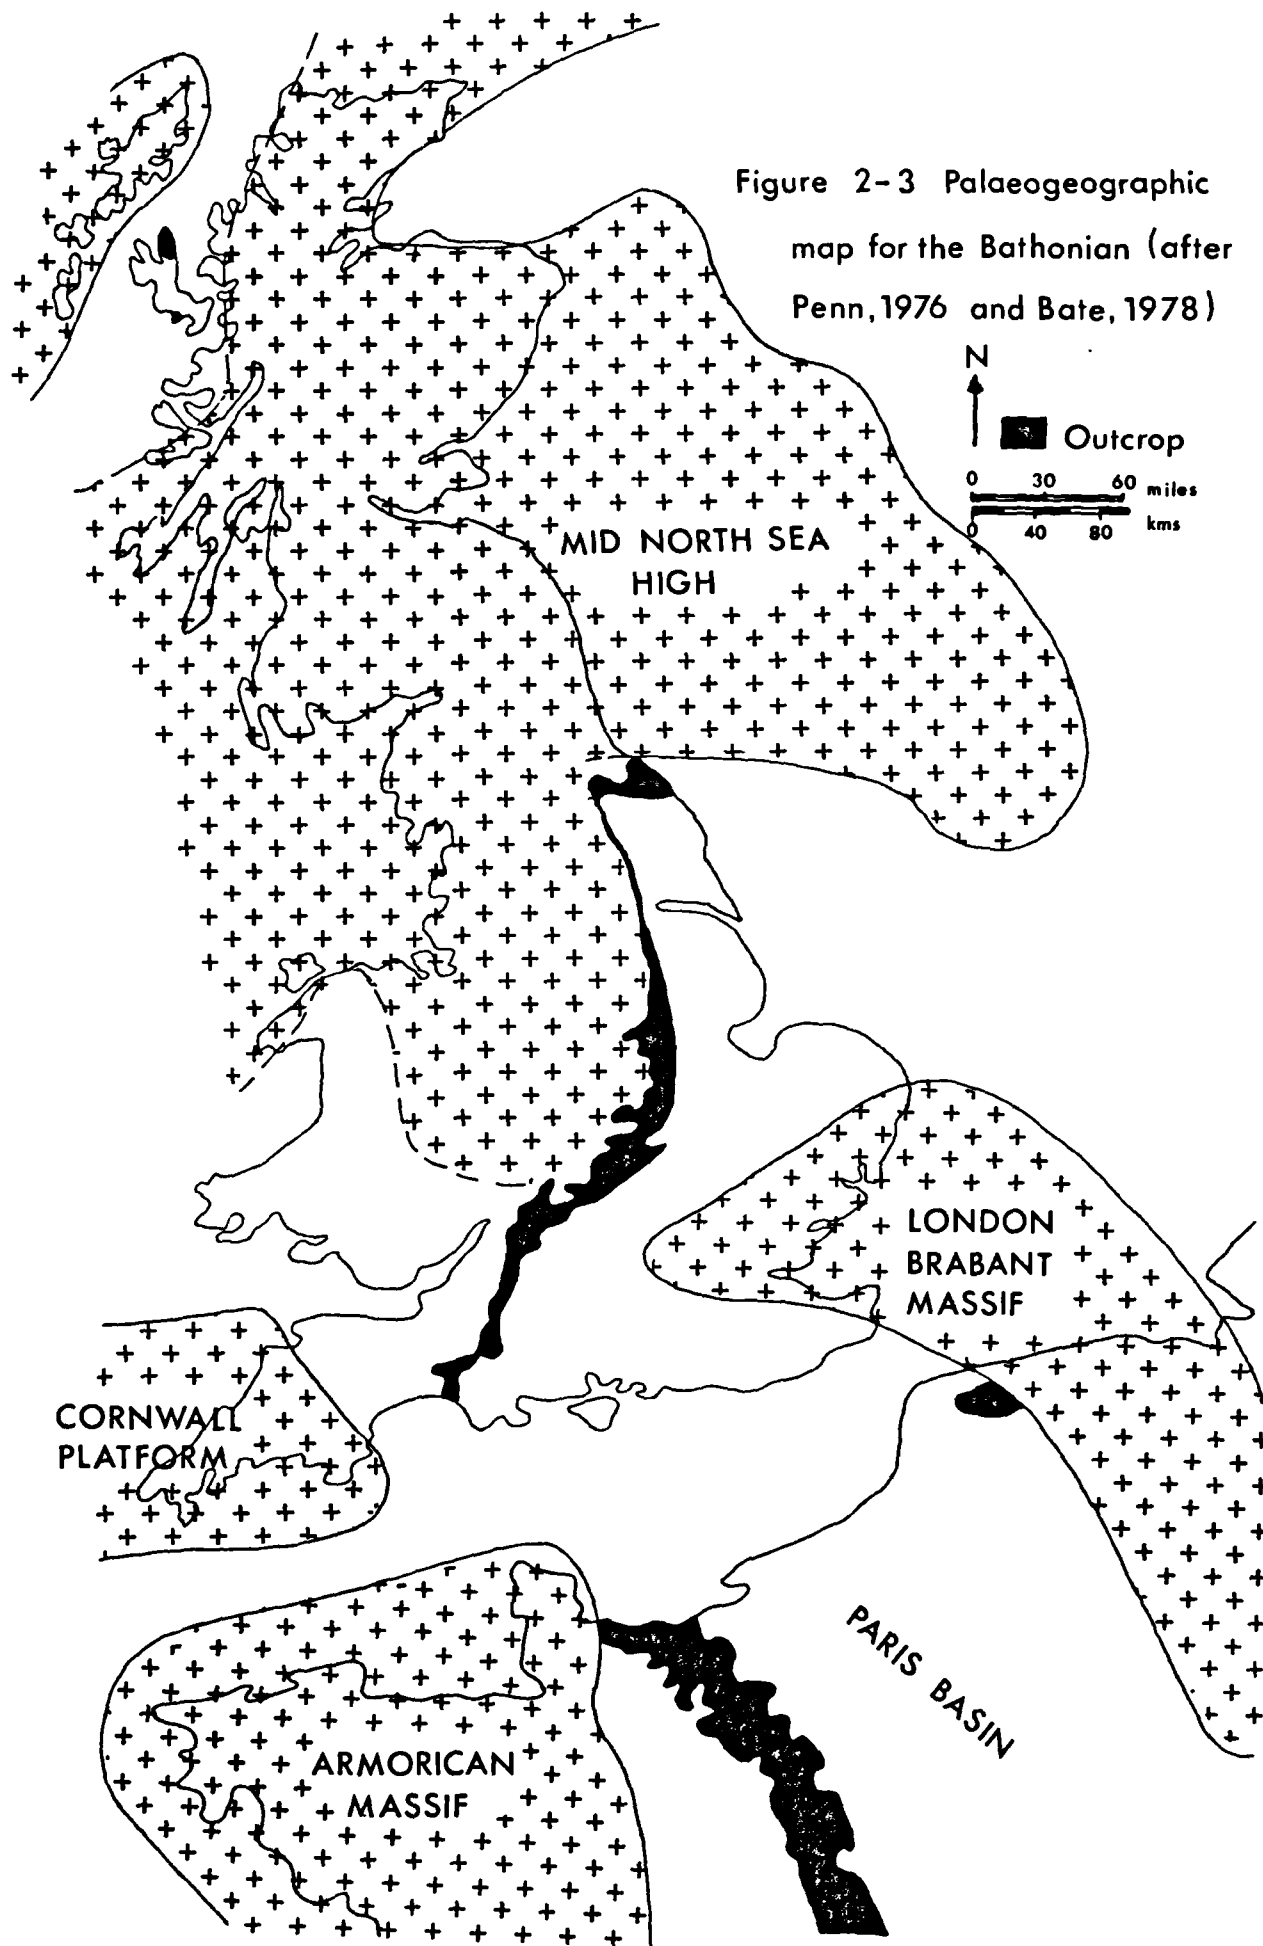 Figure 2-3 Palaeogeographic
map for the Bathonian (after
Penn, 1976 and Bate, 1978)
N
Outcrop
0 30 60 miles
0 40 80 kms
MID NORTH SEA
HIGH
LONDON
BRABANT
MASSIF
CORNWALL
PLATFORM
PARIS BASIN
ARMORICAN
MASSIF